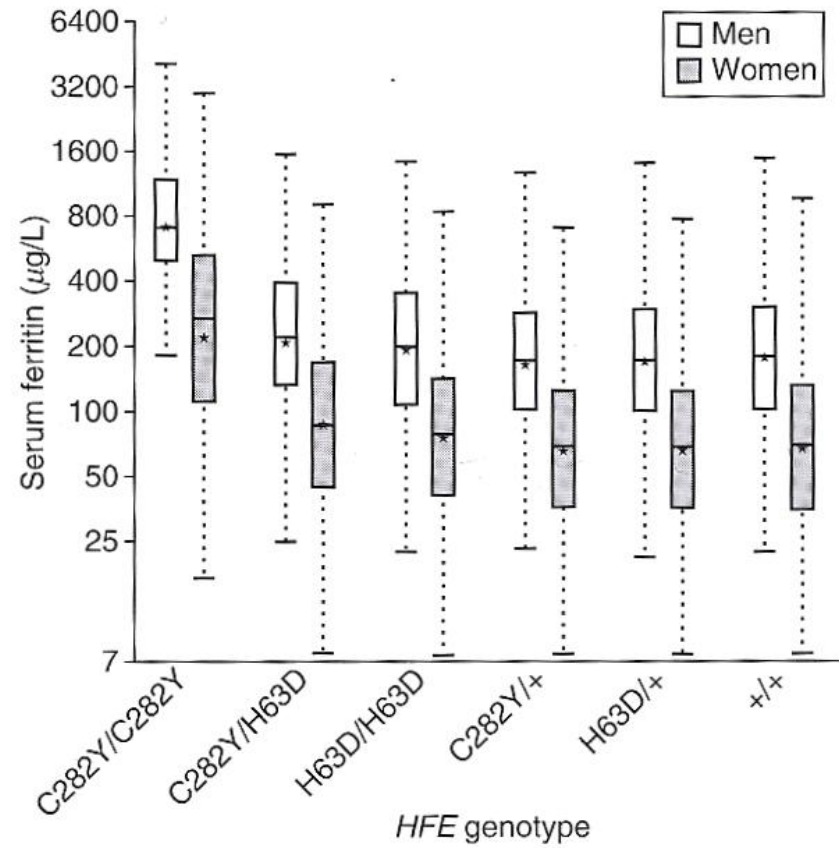 6400
3200
1600
800
400
200
100
50
25
7
Serum ferritin (μg/L)
Men
Women
C282Y/C282Y
C282Y/H63D
H63D/H63D
C282Y/+
H63D/+
+/+
HFE genotype